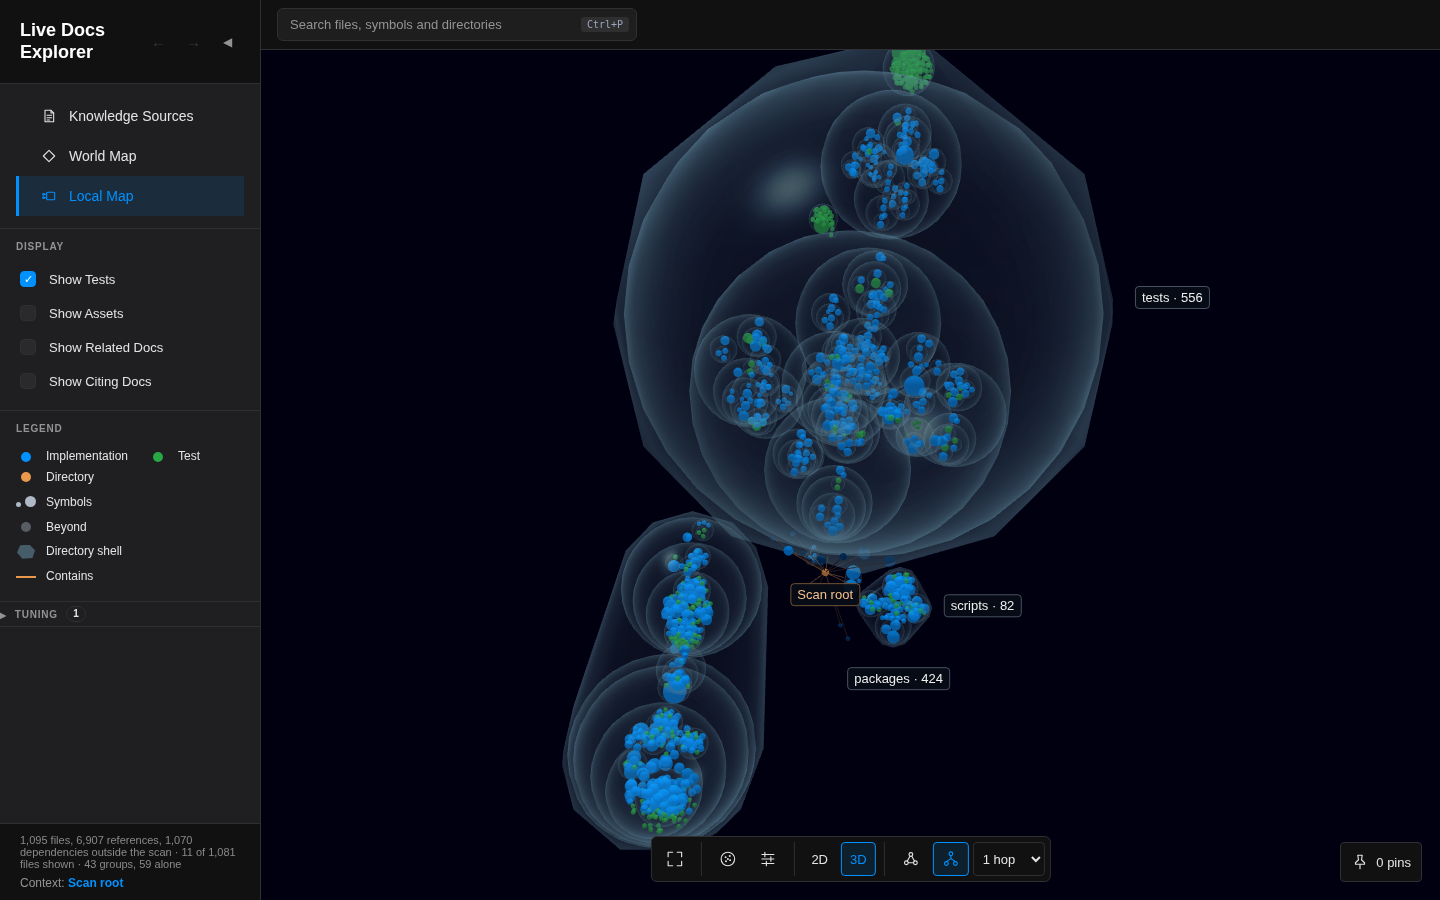 Live Docs
Explorer
Search files, symbols and directories
Ctrl+P
Knowledge Sources
World Map
Local Map
DISPLAY
Show Tests
Show Assets
Show Related Docs
Show Citing Docs
LEGEND
Implementation
Test
Directory
Symbols
Beyond
Directory shell
Contains
TUNING 1
1,095 files, 6,907 references, 1,070
dependencies outside the scan · 11 of 1,081
files shown · 43 groups, 59 alone
Context: Scan root
tests · 556
Scan root
scripts · 82
packages · 424
2D
3D
1 hop
0 pins